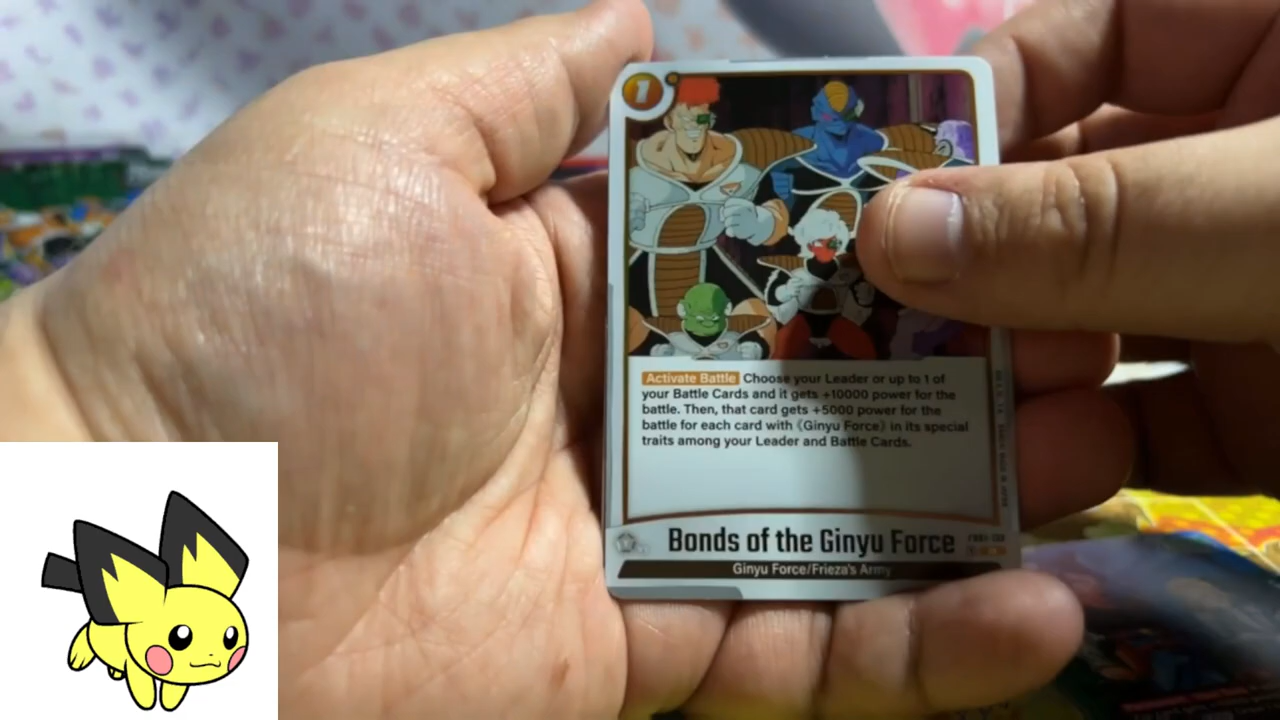 1
Activate Battle Choose your Leader or up to 1 of
your Battle Cards and it gets +10000 power for the
battle. Then, that card gets +5000 power for the
battle for each card with《Ginyu Force》in its special
traits among your Leader and Battle Cards.
Bonds of the Ginyu Force
Ginyu Force/Frieza's Army